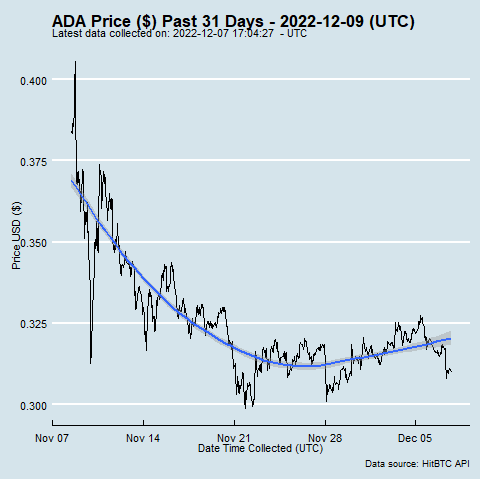 ADA Price ($) Past 31 Days - 2022-12-09 (UTC)
Latest data collected on: 2022-12-07 17:04:27  - UTC
0.400
0.375
0.350
0.325
0.300
Price USD ($)
Nov 07 Nov 14 Nov 21 Nov 28 Dec 05
Date Time Collected (UTC)
Data source: HitBTC API